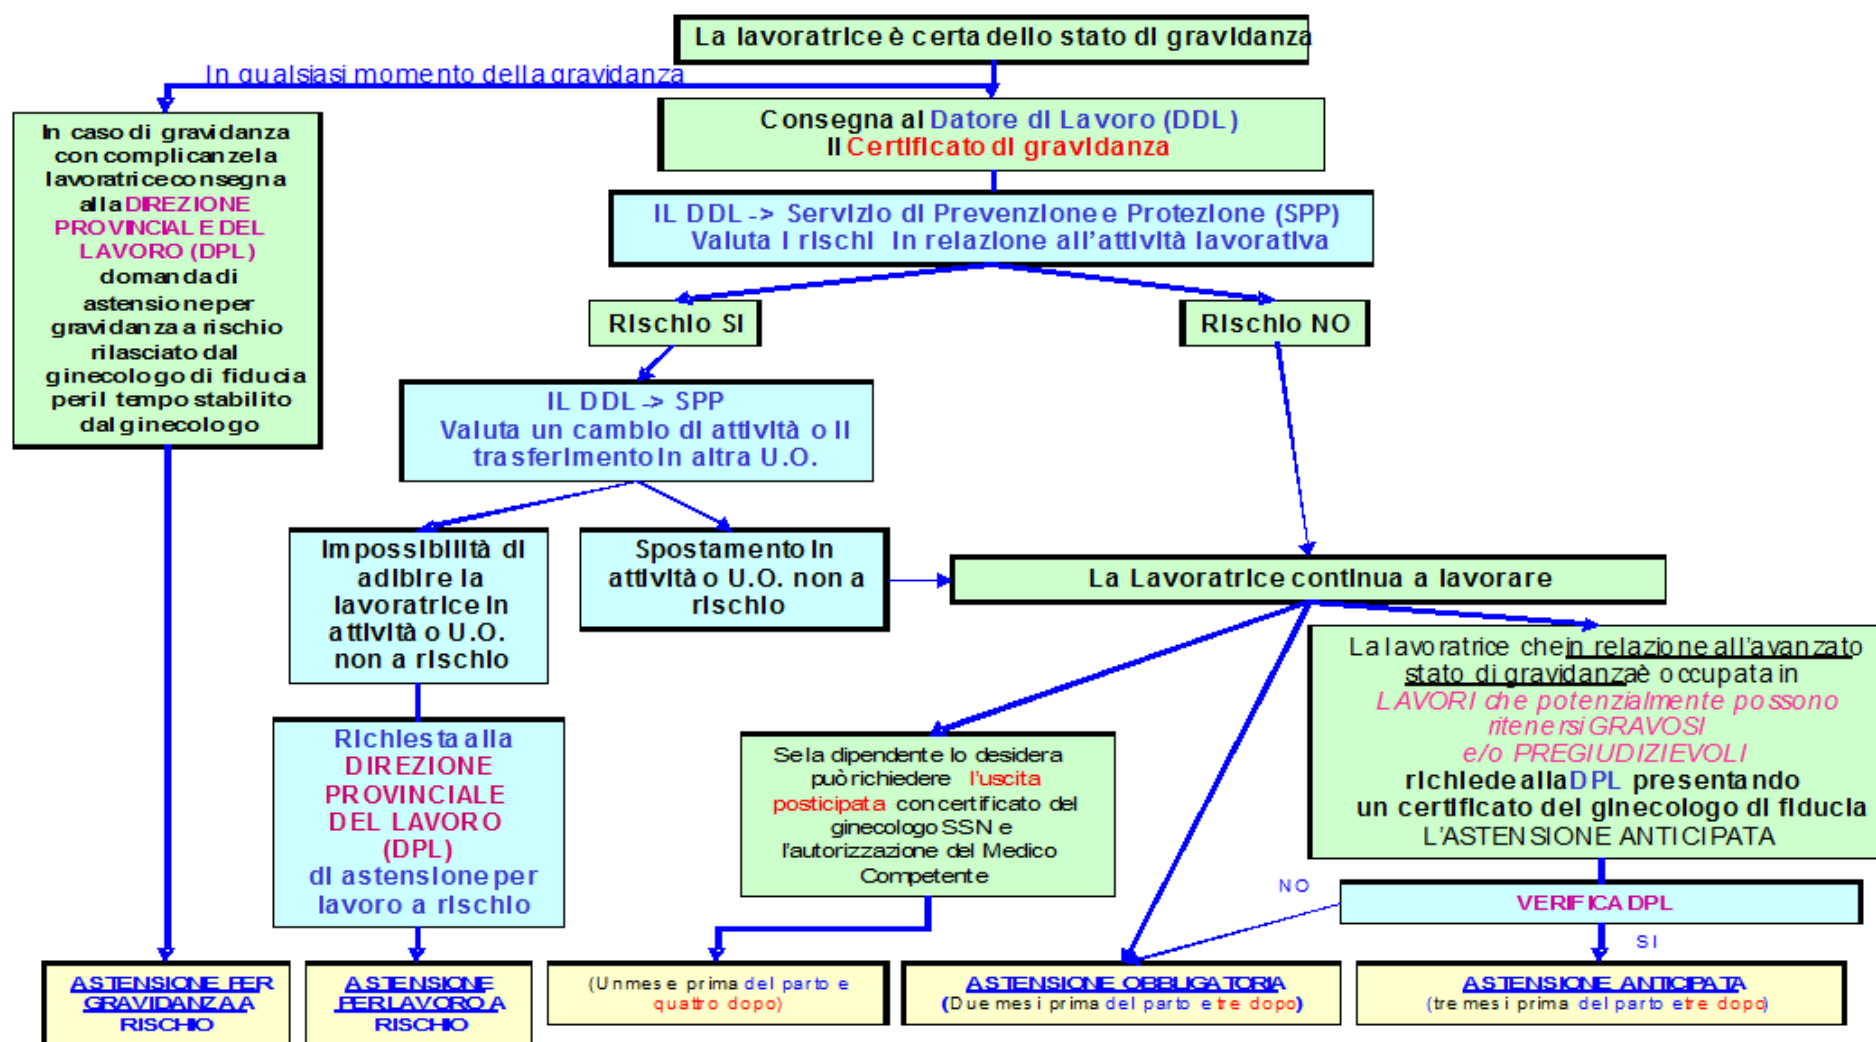 La lavoratrice è certa dello stato di gravidanza
In qualsiasi momento della gravidanza
In caso di gravidanza
con complicanze la
lavoratrice consegna
alla DIREZIONE
PROVINCIALE DEL
LAVORO (DPL)
domanda di
astensione per
gravidanza a rischio
rilasciato dal
ginecologo di fiducia
per il tempo stabilito
dal ginecologo
Consegna al Datore di Lavoro (DDL)
il Certificato di gravidanza
IL DDL -> Servizio di Prevenzione e Protezione (SPP)
Valuta i rischi in relazione all'attività lavorativa
Rischio SI
Rischio NO
IL DDL -> SPP
Valuta un cambio di attività o il
trasferimento in altra U.O.
Impossibilità di
adibire la
lavoratrice in
attività o U.O.
non a rischio
Spostamento in
attività o U.O. non a
rischio
La Lavoratrice continua a lavorare
Richiesta alla
DIREZIONE
PROVINCIALE
DEL LAVORO
(DPL)
di astensione per
lavoro a rischio
Se la dipendente lo desidera
può richiedere l'uscita
posticipata con certificato del
ginecologo SSN e
l'autorizzazione del Medico
Competente
La lavoratrice che in relazione all'avanzato
stato di gravidanza è occupata in
LAVORI che potenzialmente possono
ritenersi GRAVOSI
e/o PREGIUDIZIEVOLI
richiede alla DPL presentando
un certificato del ginecologo di fiducia
L'ASTENSIONE ANTICIPATA
NO
VERIFICA DPL
SI
ASTENSIONE PER
GRAVIDANZA A
RISCHIO
ASTENSIONE
PER LAVORO A
RISCHIO
(Un mese prima del parto e
quattro dopo)
ASTENSIONE OBBLIGATORIA
(Due mesi prima del parto e tre dopo)
ASTENSIONE ANTICIPATA
(tre mesi prima del parto e tre dopo)